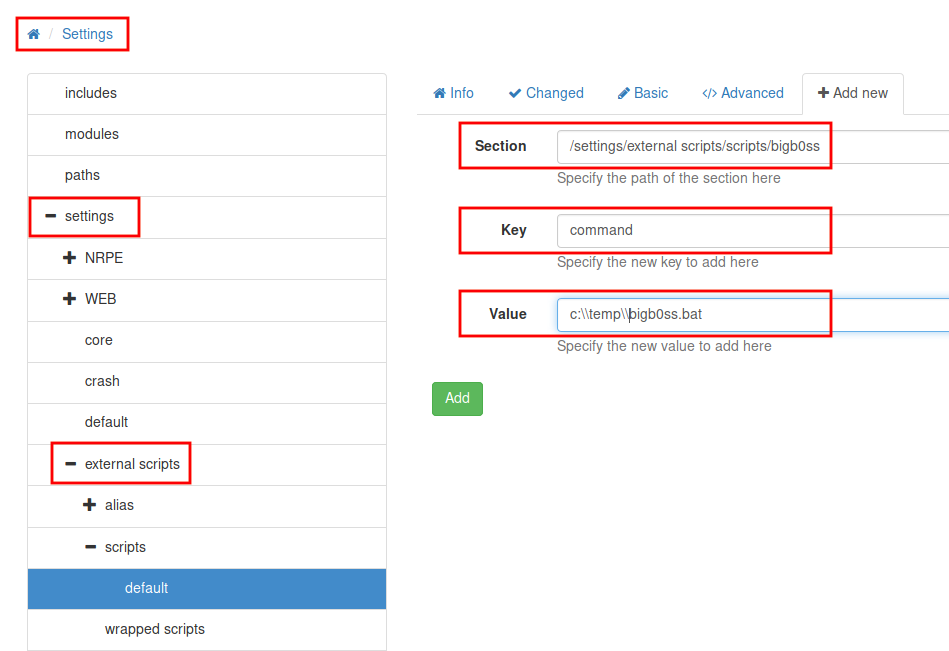 / Settings
includes
modules
paths
settings
NRPE
WEB
core
crash
default
external scripts
alias
scripts
default
wrapped scripts
Info Changed Basic </> Advanced Add new
Section /settings/external scripts/scripts/bigb0ss
Specify the path of the section here
Key command
Specify the new key to add here
Value c:\\temp\\bigb0ss.bat
Specify the new value to add here
Add